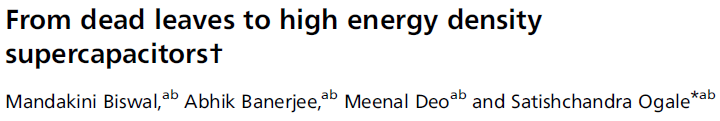 From dead leaves to high energy density
supercapacitors†
Mandakini Biswal,ab Abhik Banerjee,ab Meenal Deoab and Satishchandra Ogale*ab